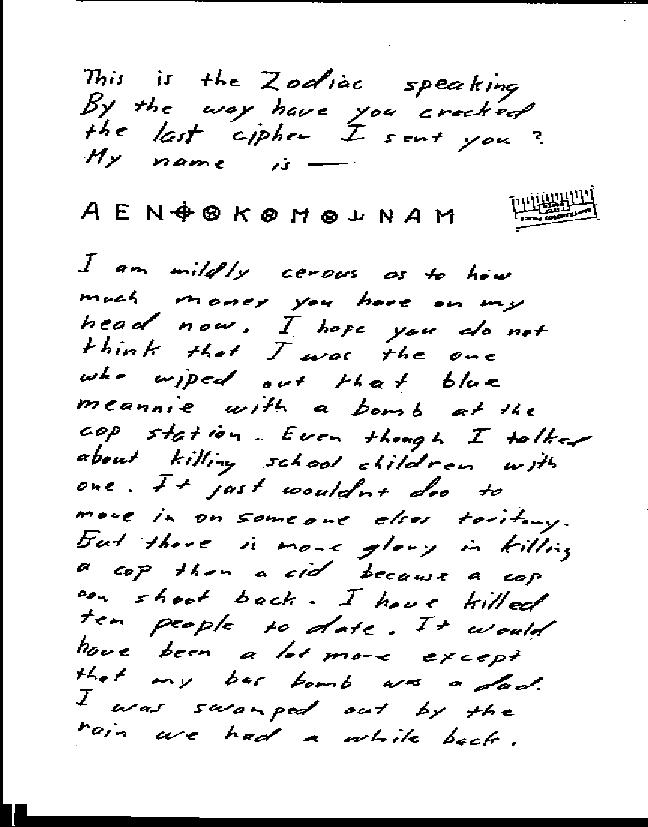 This is the Zodiac speaking
By the way have you cracked
the last cipher I sent you ?
My name is —
A E N ⌖ ⊗ K ⊗ M ⊗ ⅃ N A M
I am mildly cerous as to how
much money you have on my
head now. I hope you do not
think that I was the one
who wiped out that blue
meannie with a bomb at the
cop station. Even though I talked
about killing school children with
one. It just wouldnt doo to
move in on someone elses teritory.
But there is more glory in killing
a cop than a cid because a cop
can shoot back. I have killed
ten people to date. It would
have been a lot more except
that my bus bomb was a dud.
I was swamped out by the
rain we had a while back.